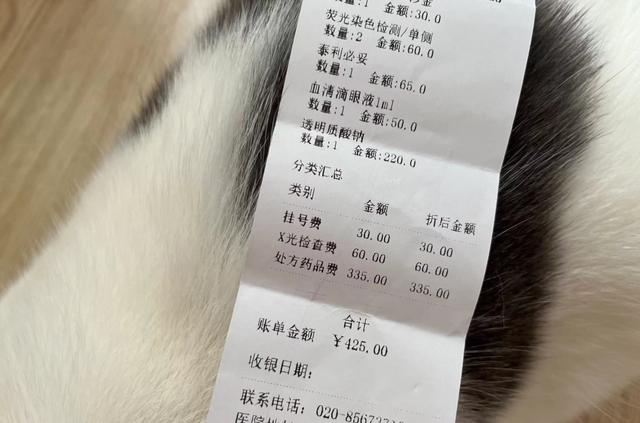 金额:30.0
荧光染色检测/单侧
数量:2 金额:60.0
泰利必妥
数量:1 金额:65.0
血清滴眼液1ml
数量:1 金额:50.0
透明质酸钠
数量:1 金额:220.0
分类汇总
类别 金额 折后金额
挂号费 30.00 30.00
X光检查费 60.00 60.00
处方药品费 335.00 335.00
合计
账单金额 ¥425.00
收银日期:
联系电话: 020-8567